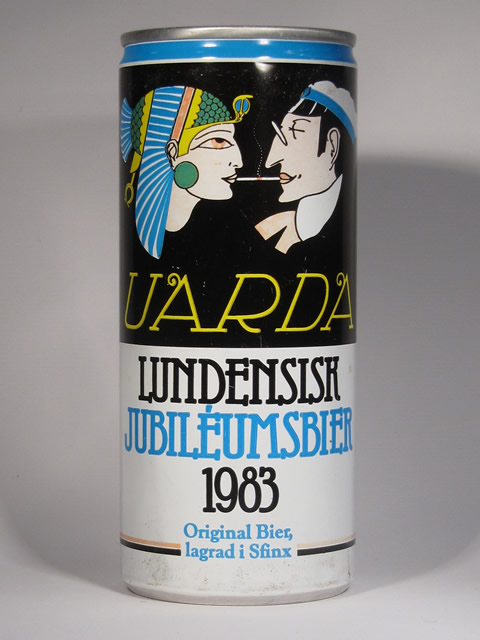 UARDA
LUNDENSISK
JUBILÉUMSBIER
1983
Original Bier,
lagrad i Sfinx